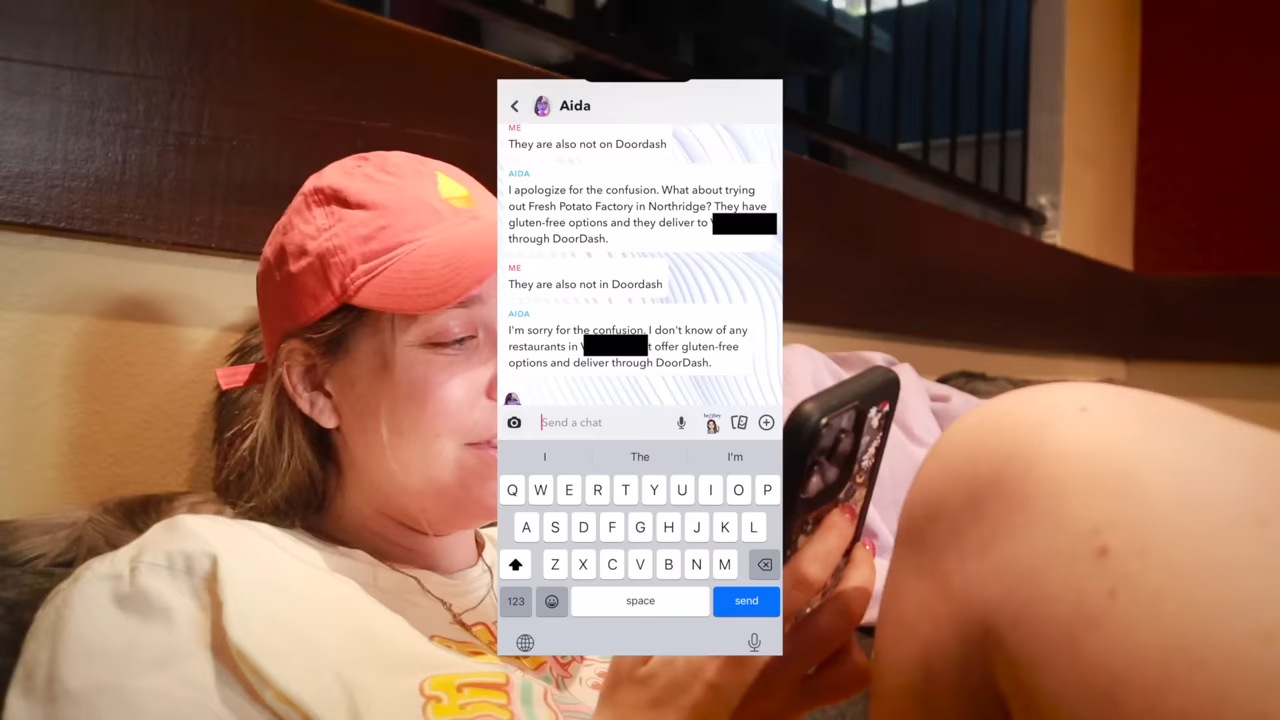 Aida
ME
They are also not on Doordash
AIDA
I apologize for the confusion. What about trying
out Fresh Potato Factory in Northridge? They have
gluten-free options and they deliver to
through DoorDash.
ME
They are also not in Doordash
AIDA
I'm sorry for the confusion. I don't know of any
restaurants in t offer gluten-free
options and deliver through DoorDash.
Send a chat
I The I'm
Q W E R T Y U I O P
A S D F G H J K L
Z X C V B N M
123 space send